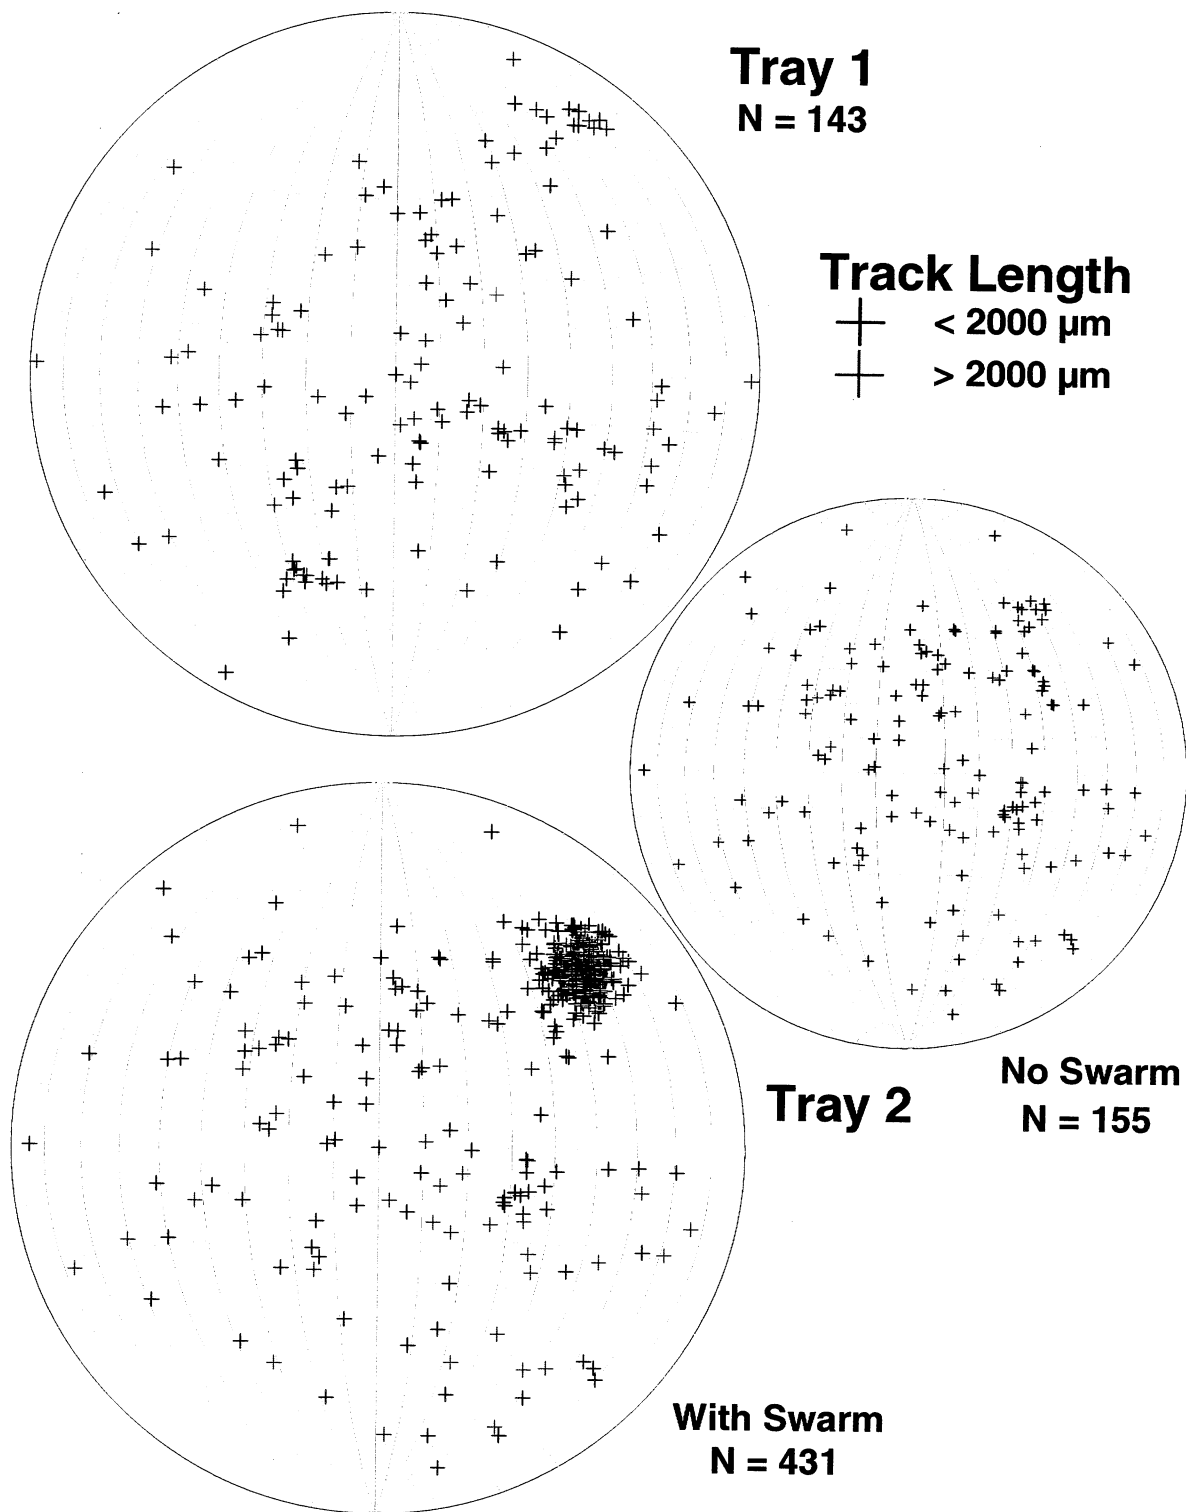 Tray 1
N = 143
Track Length
< 2000 µm
> 2000 µm
No Swarm
N = 155
Tray 2
With Swarm
N = 431